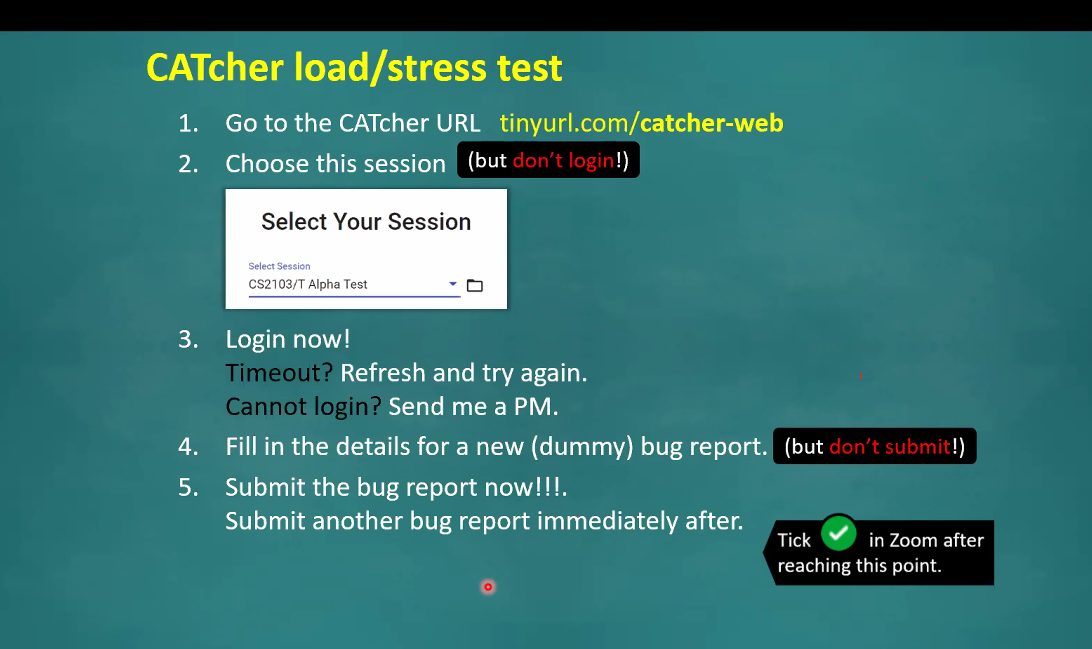 CATcher load/stress test
1. Go to the CATcher URL tinyurl.com/catcher-web
2. Choose this session (but don't login!)
Select Your Session
Select Session
CS2103/T Alpha Test
3. Login now!
Timeout? Refresh and try again.
Cannot login? Send me a PM.
4. Fill in the details for a new (dummy) bug report. (but don't submit!)
5. Submit the bug report now!!!.
Submit another bug report immediately after.
Tick in Zoom after
reaching this point.